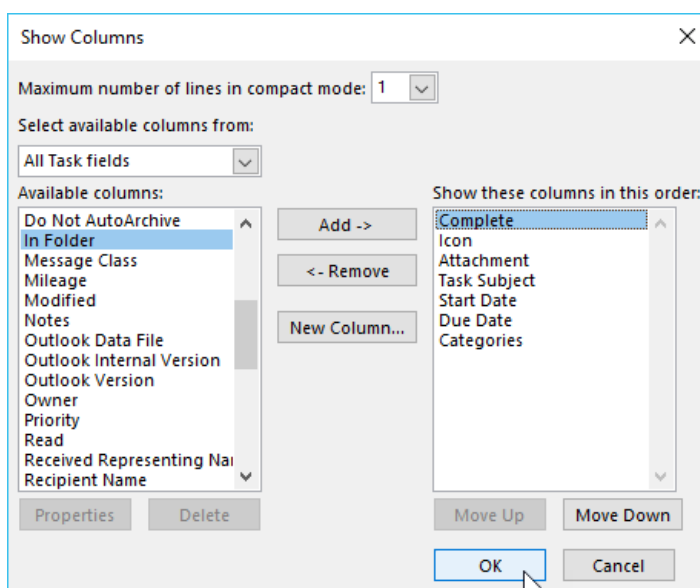 Show Columns
Maximum number of lines in compact mode: 1
Select available columns from:
All Task fields
Available columns:
Do Not AutoArchive
In Folder
Message Class
Mileage
Modified
Notes
Outlook Data File
Outlook Internal Version
Outlook Version
Owner
Priority
Read
Received Representing Nar
Recipient Name
Properties
Delete
Add ->
<- Remove
New Column...
Show these columns in this order:
Complete
Icon
Attachment
Task Subject
Start Date
Due Date
Categories
Move Up
Move Down
OK
Cancel